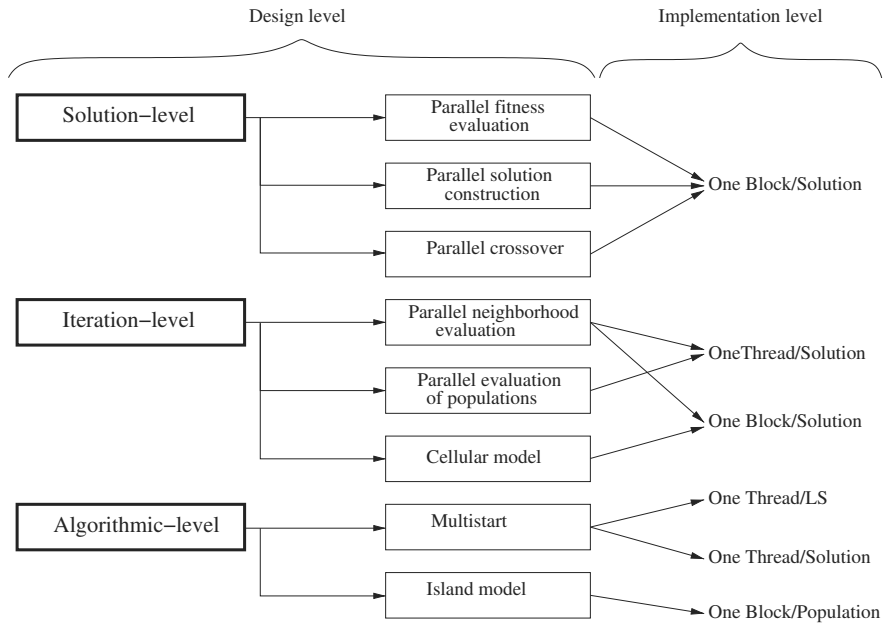 Design level
Implementation level
Solution−level
Parallel fitness
evaluation
Parallel solution
construction
One Block/Solution
Parallel crossover
Iteration−level
Parallel neighborhood
evaluation
OneThread/Solution
Parallel evaluation
of populations
One Block/Solution
Cellular model
Algorithmic−level
Multistart
One Thread/LS
One Thread/Solution
Island model
One Block/Population